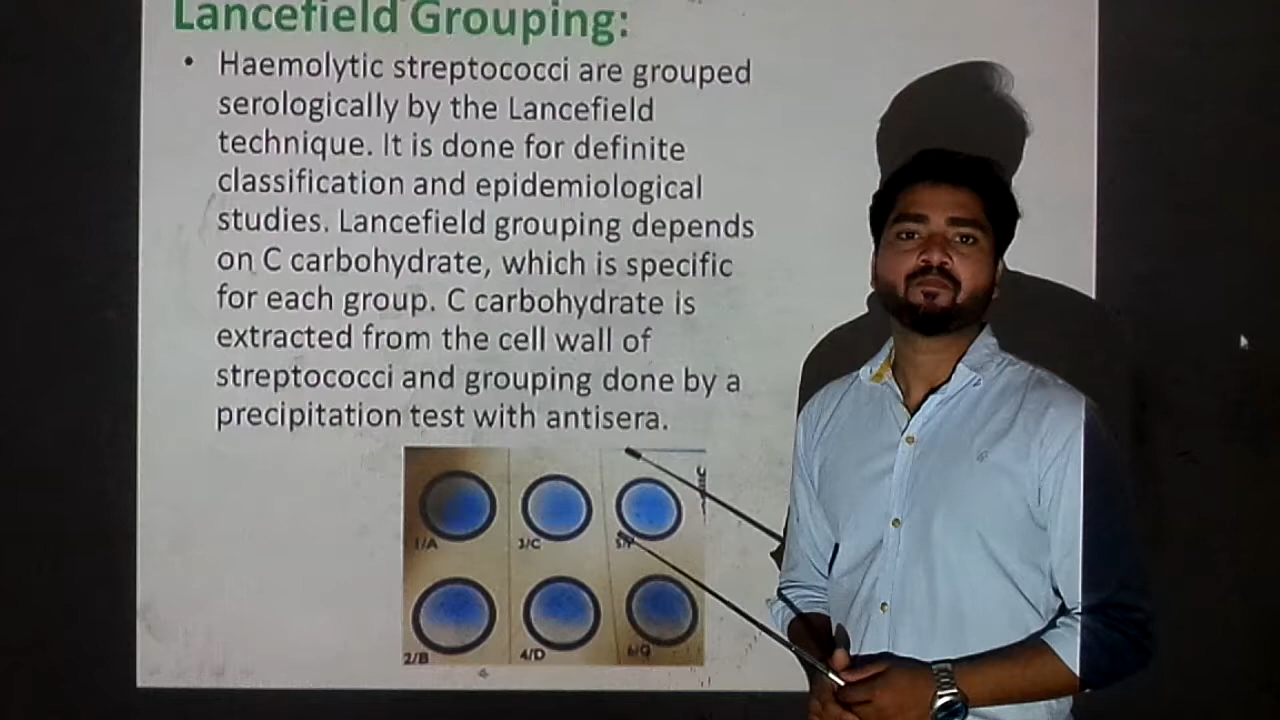 Lancefield Grouping:
• Haemolytic streptococci are grouped
serologically by the Lancefield
technique. It is done for definite
classification and epidemiological
studies. Lancefield grouping depends
on C carbohydrate, which is specific
for each group. C carbohydrate is
extracted from the cell wall of
streptococci and grouping done by a
precipitation test with antisera.
1/A 3/C
2/B 4/D 6/G